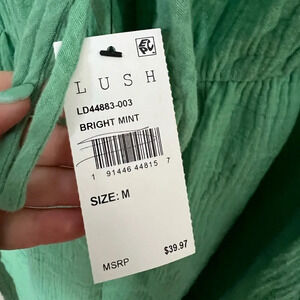 LUSH
LD44883-003
BRIGHT MINT
1 91446 44815 7
SIZE: M
MSRP $39.97